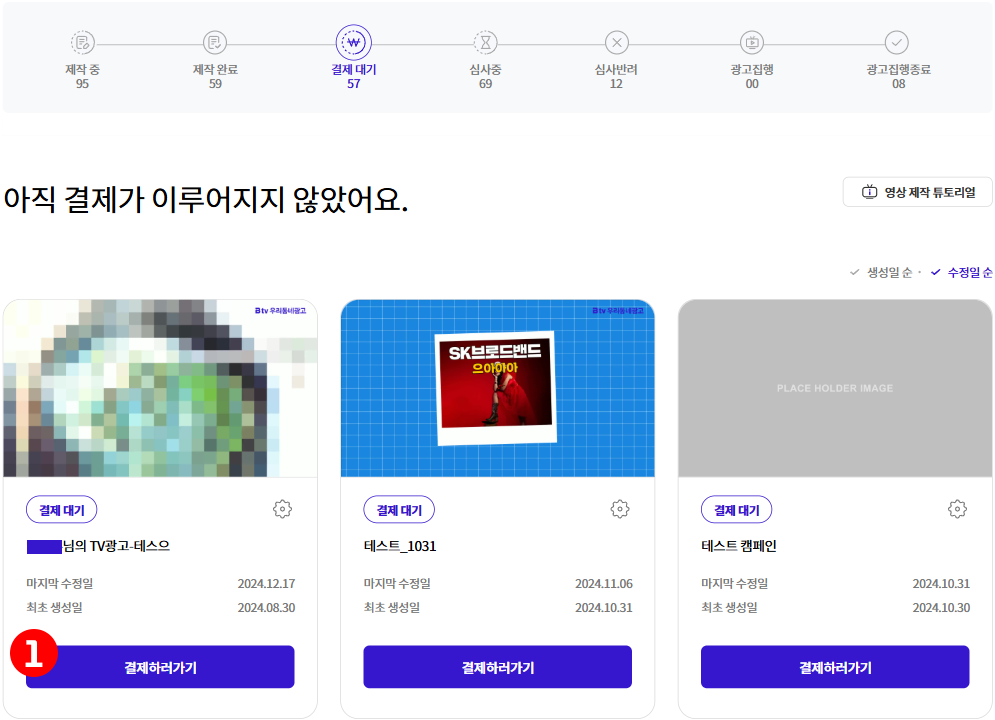 제작 중
95
제작 완료
59
결제 대기
57
심사중
69
심사반려
12
광고집행
00
광고집행종료
08
아직 결제가 이루어지지 않았어요.
영상 제작 튜토리얼
생성일 순 · 수정일 순
B tv 우리동네광고
B tv 우리동네광고
SK브로드밴드
으아아아
PLACE HOLDER IMAGE
결제 대기
결제 대기
결제 대기
님의 TV광고-테스으
테스트_1031
테스트 캠페인
마지막 수정일 2024.12.17
최초 생성일 2024.08.30
마지막 수정일 2024.11.06
최초 생성일 2024.10.31
마지막 수정일 2024.10.31
최초 생성일 2024.10.30
1
결제하러가기
결제하러가기
결제하러가기